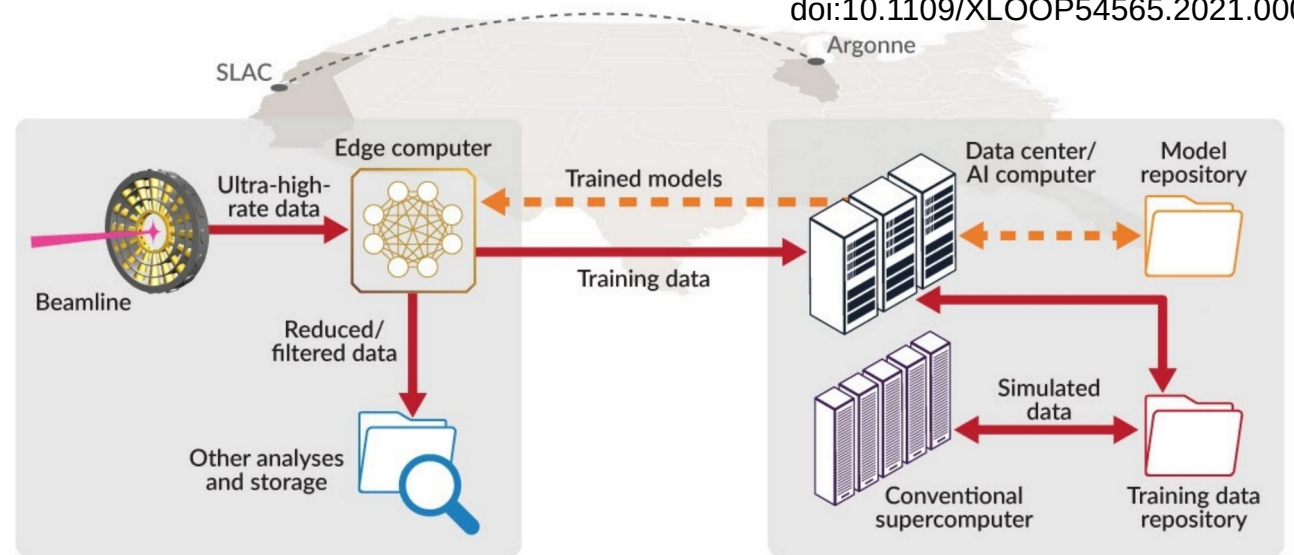 doi:10.1109/XLOOP54565.2021.000
Argonne
SLAC
Edge computer
Ultra-high-
rate data
Beamline
Trained models
Training data
Data center/
AI computer
Model
repository
Reduced/
filtered data
Other analyses
and storage
Simulated
data
Conventional
supercomputer
Training data
repository